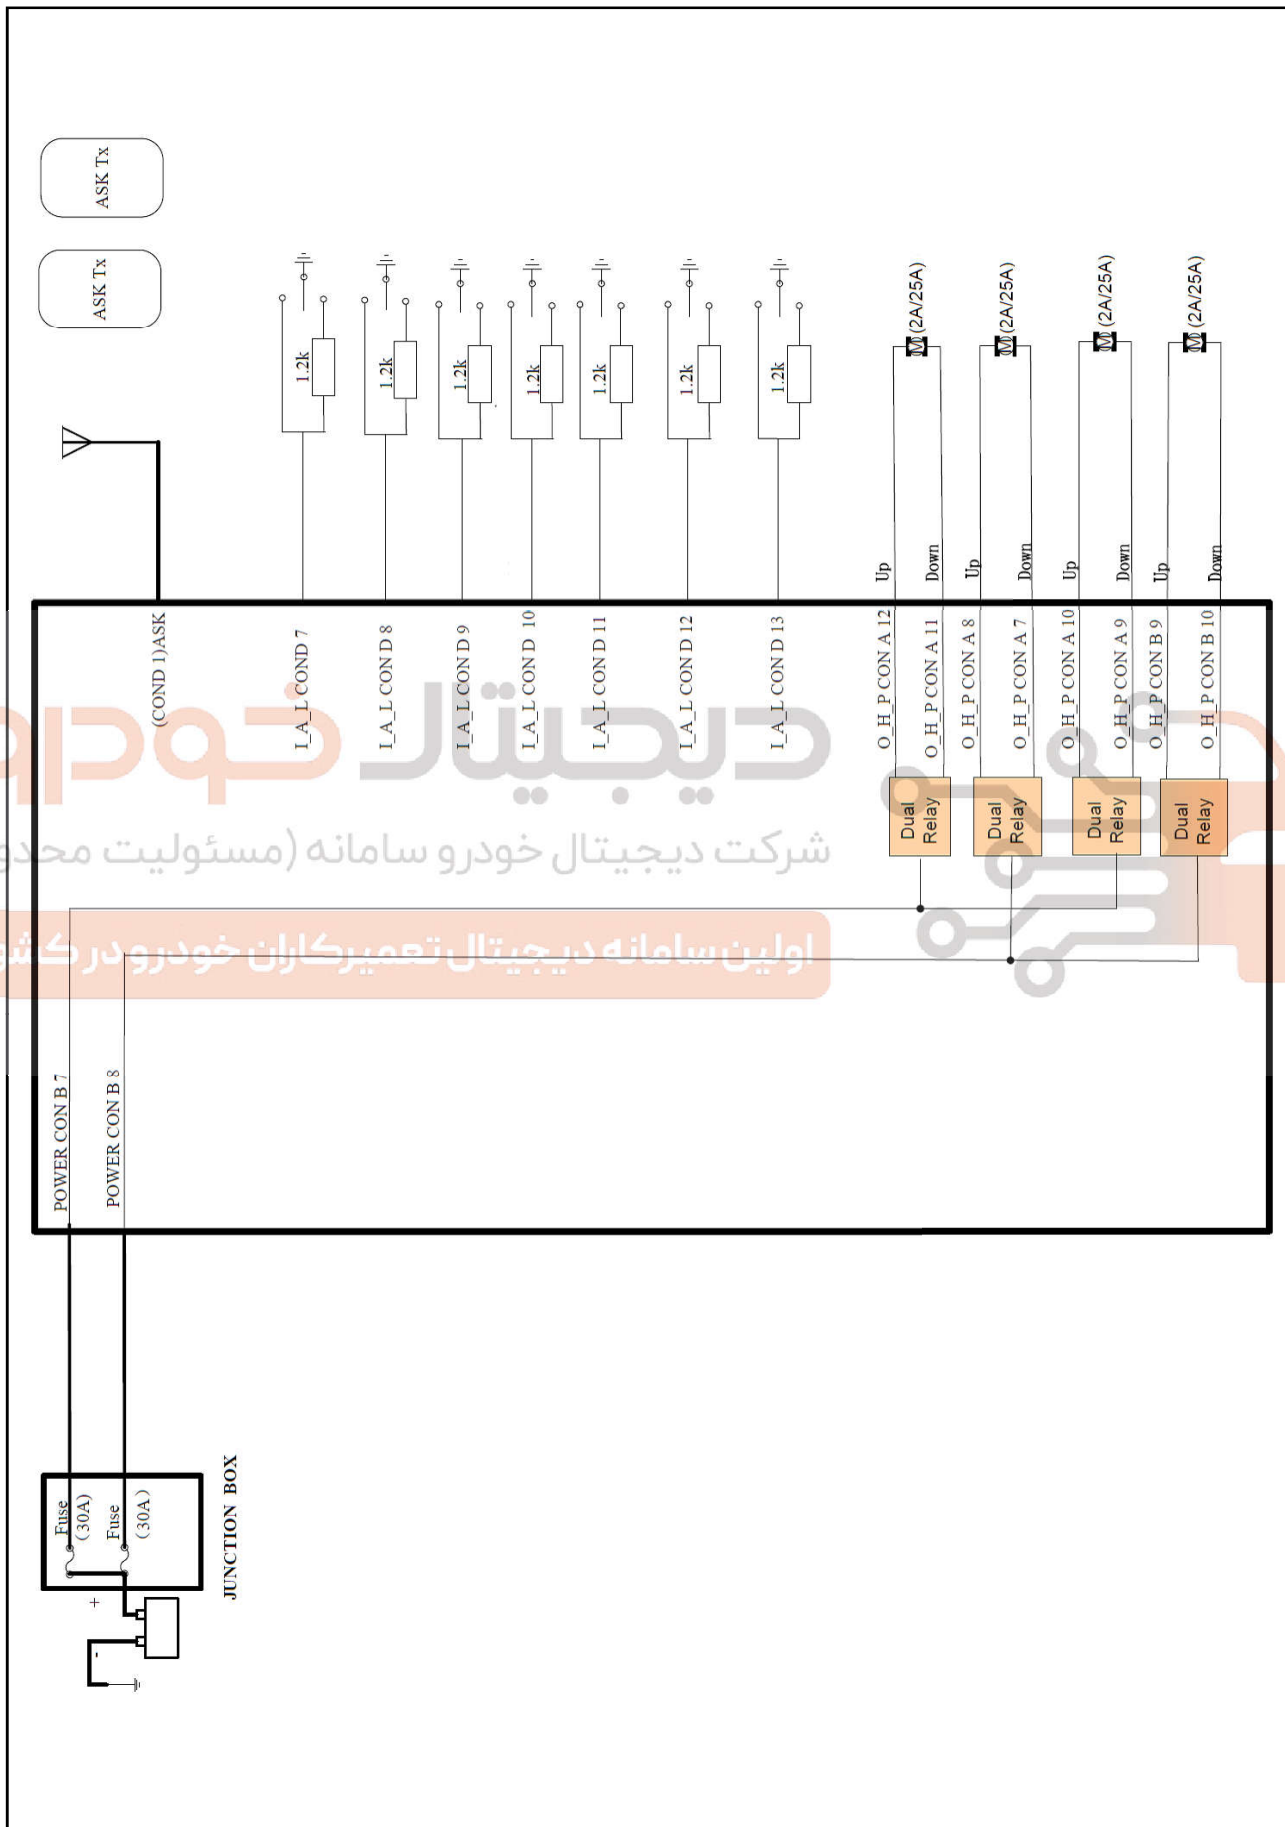 ASK Tx
ASK Tx
(COND 1)ASK
1.2k
I_A_L COND 7
1.2k
I_A_L CON D 8
1.2k
I_A_L CON D 9
1.2k
I_A_L CON D 10
1.2k
I_A_L CON D 11
1.2k
I_A_L CON D 12
1.2k
I_A_L COND 13
M (2A/25A)
Up
O_H_P CON A 12
Down
O_H_P CON A 11
Dual
Relay
M (2A/25A)
Up
O_H_P CON A 8
Down
O_H_P CON A 7
Dual
Relay
M (2A/25A)
Up
O_H_P CON A 10
Down
O_H_P CON A 9
Dual
Relay
M (2A/25A)
Up
O_H_P CON B 9
Down
O_H_P CON B 10
Dual
Relay
POWER CON B 7
POWER CON B 8
Fuse
(30A)
Fuse
(30A)
+
-
JUNCTION BOX
دیجیتال خودرو
شرکت دیجیتال خودرو سامانه (مسئولیت
اولین سامانه دیجیتال تعمیرکاران خودرو در